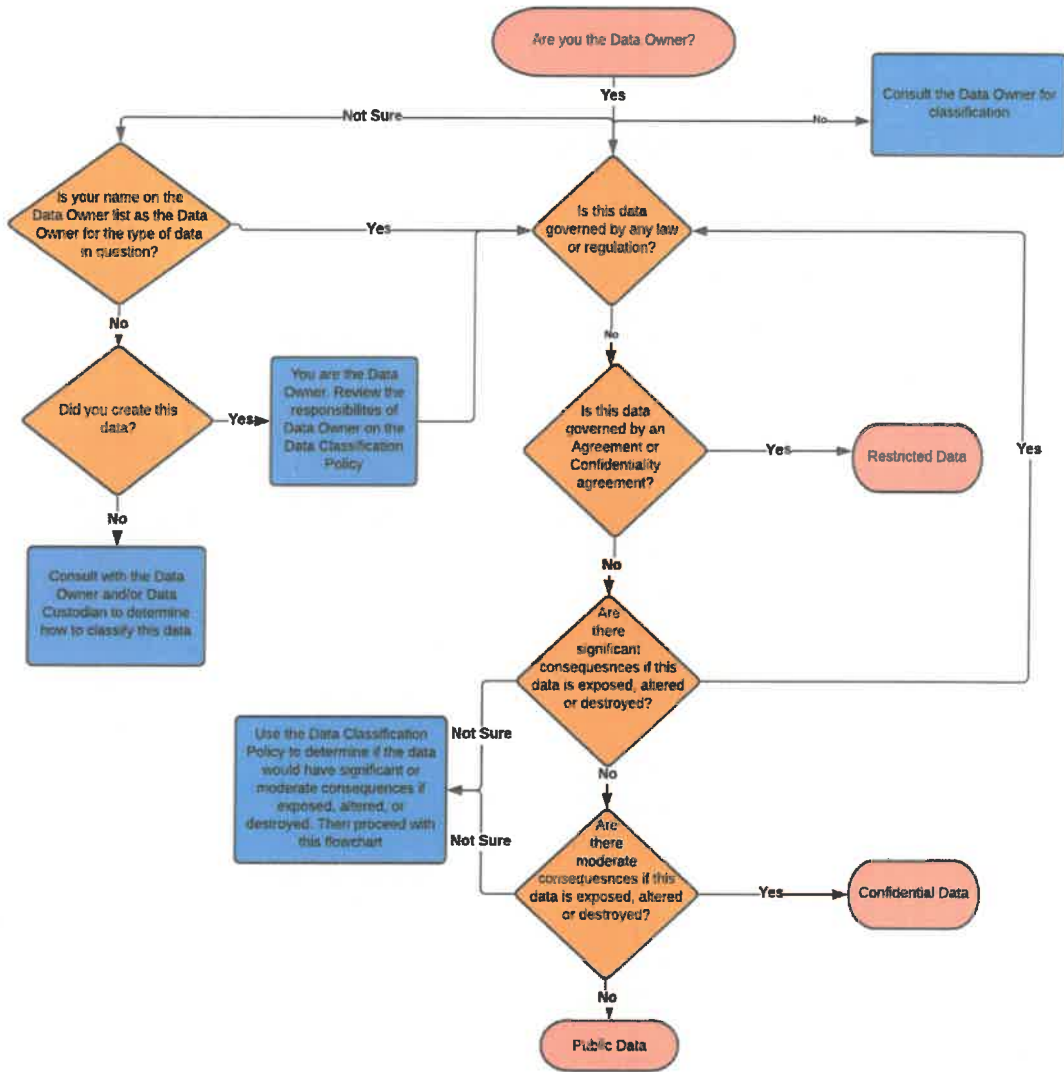 Are you the Data Owner?
Yes
Not Sure
No
Consult the Data Owner for
classification
Is your name on the
Data Owner list as the Data
Owner for the type of data
in question?
Yes
Is this data
governed by any law
or regulation?
No
No
Did you create this
data?
Yes
You are the Data
Owner. Review the
responsibilites of
Data Owner on the
Data Classification
Policy
Is this data
governed by an
Agreement or
Confidentiality
agreement?
Yes
Restricted Data
Yes
No
Consult with the Data
Owner and/or Data
Custodian to determine
how to classify this data
No
Are
there
significant
consequesnces if this
data is exposed, altered
or destroyed?
Not Sure
Use the Data Classification
Policy to determine if the data
would have significant or
moderate consequences if
exposed, altered, or
destroyed. Then proceed with
this flowchart
No
Not Sure
Are
there
moderate
consequesnces if this
data is exposed, altered
or destroyed?
Yes
Confidential Data
No
Public Data